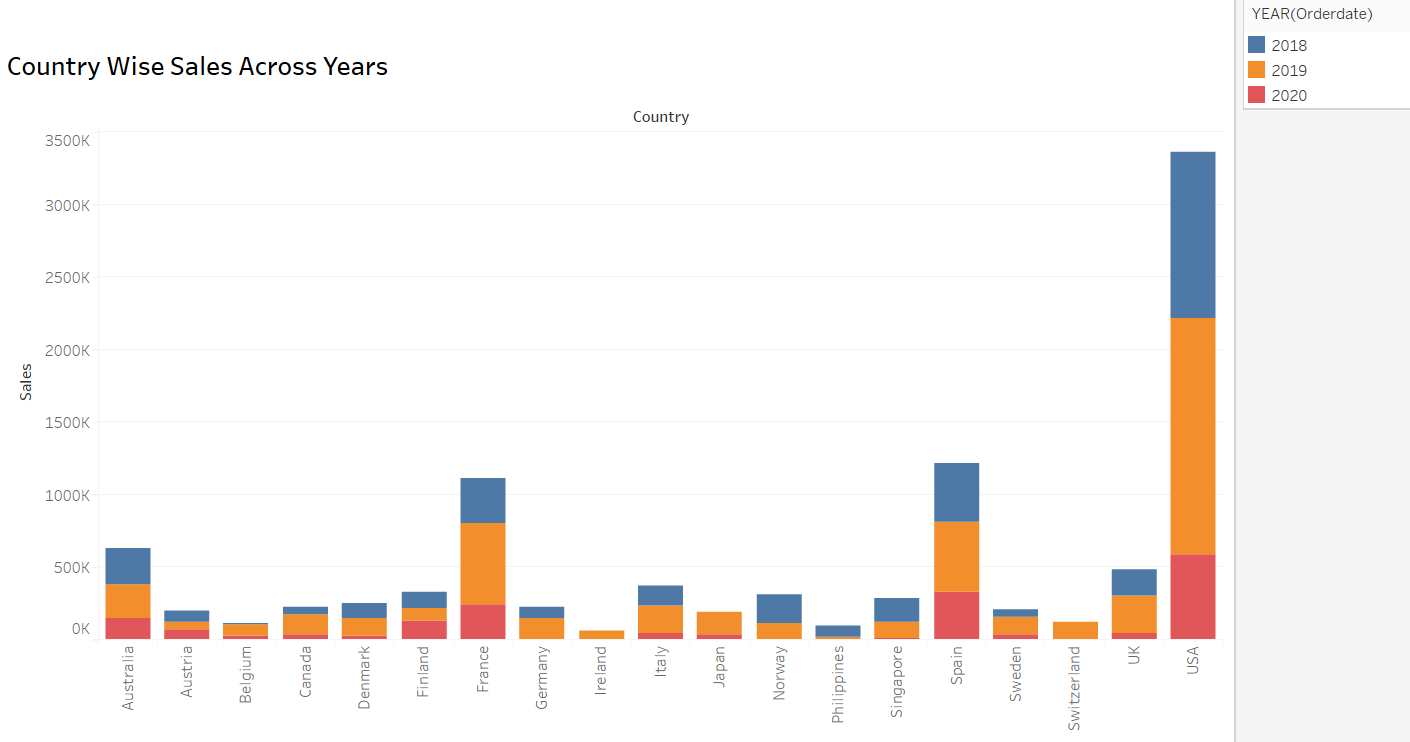 YEAR(Orderdate)
2018
2019
2020
Country Wise Sales Across Years
Country
3500K
3000K
2500K
2000K
1500K
1000K
500K
0K
Sales
Australia
Austria
Belgium
Canada
Denmark
Finland
France
Germany
Ireland
Italy
Japan
Norway
Philippines
Singapore
Spain
Sweden
Switzerland
UK
USA